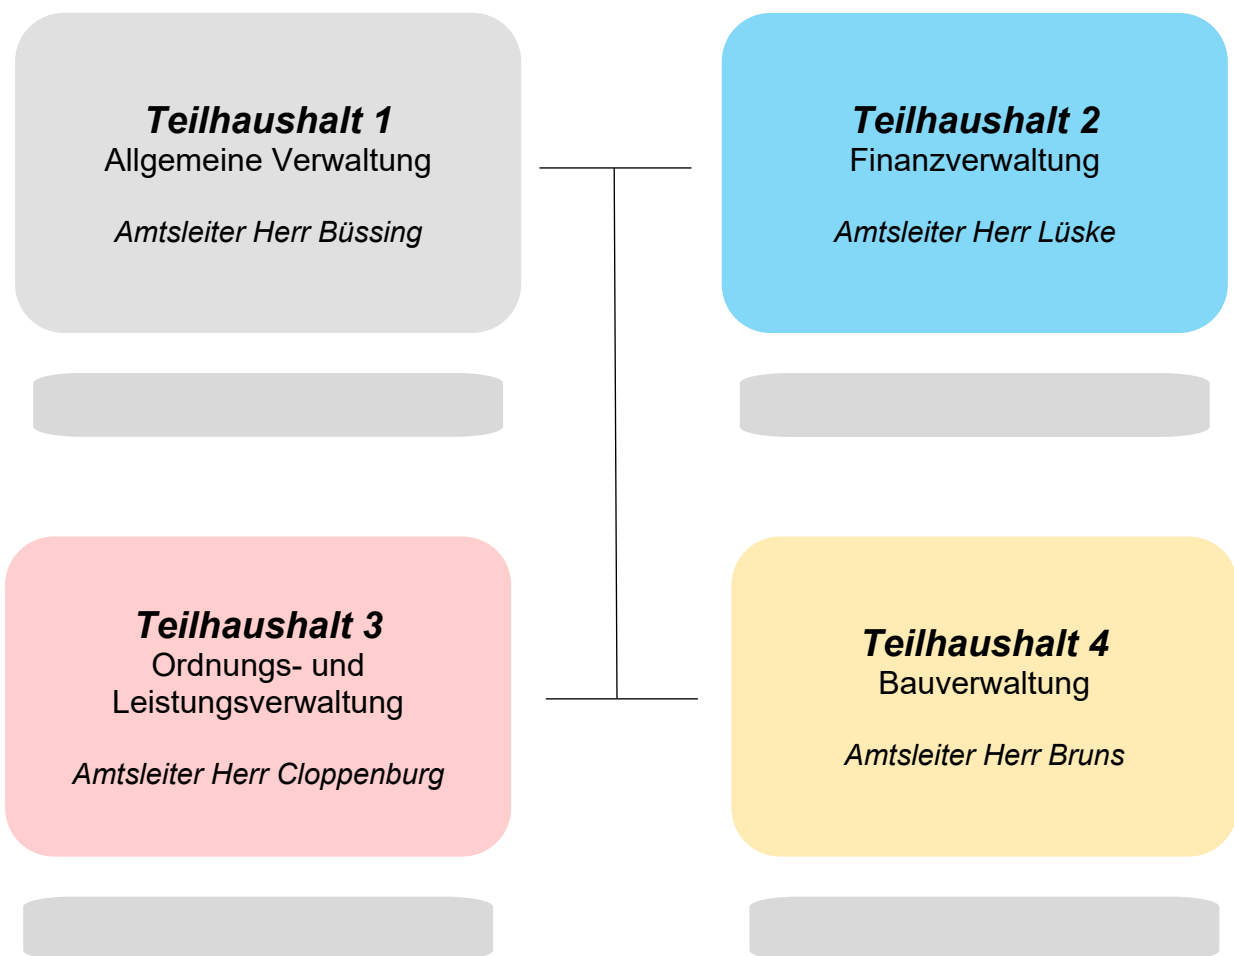 Teilhaushalt 1
Allgemeine Verwaltung
Amtsleiter Herr Büssing
Teilhaushalt 2
Finanzverwaltung
Amtsleiter Herr Lüske
Teilhaushalt 3
Ordnungs- und
Leistungsverwaltung
Amtsleiter Herr Cloppenburg
Teilhaushalt 4
Bauverwaltung
Amtsleiter Herr Bruns